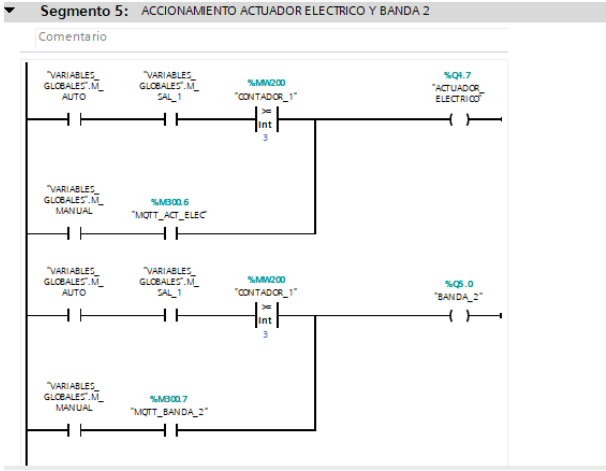 Segmento 5: ACCIONAMIENTO ACTUADOR ELECTRICO Y BANDA 2
Comentario
"VARIABLES_
GLOBALES".M_
AUTO
"VARIABLES_
GLOBALES".M_
SAL_1
%MW200
"CONTADOR_1"
>=
Int
3
%Q4.7
"ACTUADOR_
ELECTRICO"
"VARIABLES_
GLOBALES".M_
MANUAL
%M300.6
"MQTT_ACT_ELEC"
"VARIABLES_
GLOBALES".M_
AUTO
"VARIABLES_
GLOBALES".M_
SAL_1
%MW200
"CONTADOR_1"
>=
Int
3
%Q5.0
"BANDA_2"
"VARIABLES_
GLOBALES".M_
MANUAL
%M300.7
"MQTT_BANDA_2"